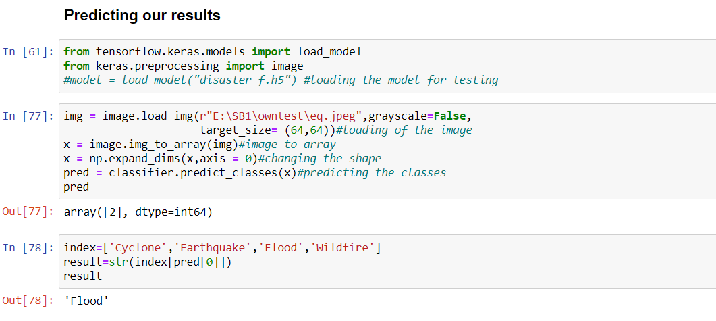 Predicting our results
In [61]: from tensorflow.keras.models import load_model
from keras.preprocessing import image
#model = load_model("disaster_f.h5") #loading the model for testing
In [77]: img = image.load_img(r"E:\SB1\owntest\eq.jpeg",grayscale=False,
target_size= (64,64))#loading of the image
x = image.img_to_array(img)#image to array
x = np.expand_dims(x,axis = 0)#changing the shape
pred = classifier.predict_classes(x)#predicting the classes
pred
Out[77]: array([2], dtype=int64)
In [78]: index=['Cyclone','Earthquake','Flood','Wildfire']
result=str(index[pred[0]])
result
Out[78]: 'Flood'